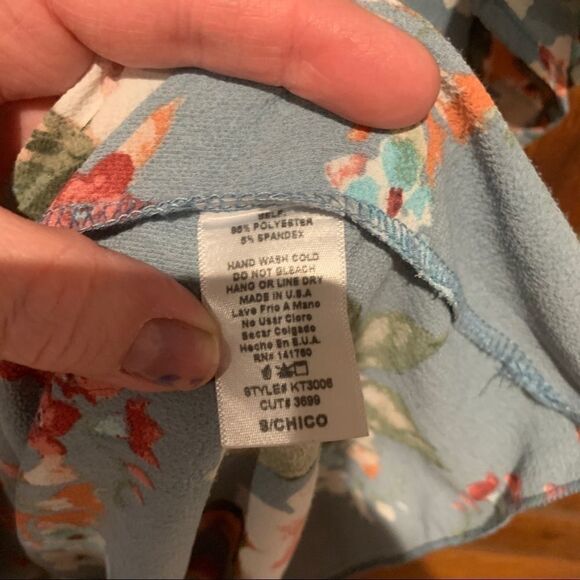 SELF:
95% POLYESTER
5% SPANDEX
HAND WASH COLD
DO NOT BLEACH
HANG OR LINE DRY
MADE IN U.S.A
Lave Frio A Mano
No Usar Cloro
Secar Colgado
Hecho En E.U.A.
RN# 141760
STYLE# KT3006
CUT# 3699
S/CHICO